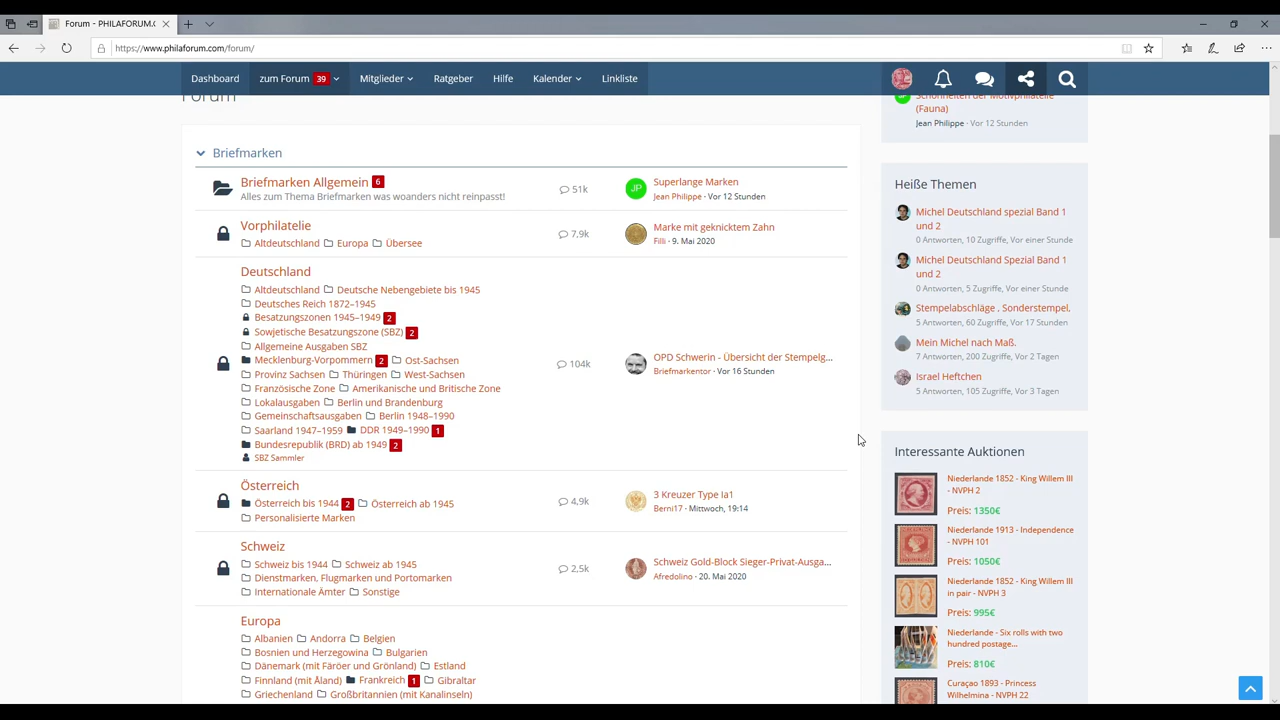 Forum - PHILAFORUM.C
https://www.philaforum.com/forum/
Dashboard zum Forum 39 Mitglieder Ratgeber Hilfe Kalender Linkliste
Forum
Briefmarken
Briefmarken Allgemein 6
Alles zum Thema Briefmarken was woanders nicht reinpasst!
51k
JP
Superlange Marken
Jean Philippe · Vor 12 Stunden
Vorphilatelie
Altdeutschland Europa Übersee
7,9k
Marke mit geknicktem Zahn
Filli · 9. Mai 2020
Deutschland
Altdeutschland Deutsche Nebengebiete bis 1945
Deutsches Reich 1872–1945
Besatzungszonen 1945–1949 2
Sowjetische Besatzungszone (SBZ) 2
Allgemeine Ausgaben SBZ
Mecklenburg-Vorpommern 2 Ost-Sachsen
Provinz Sachsen Thüringen West-Sachsen
Französische Zone Amerikanische und Britische Zone
Lokalausgaben Berlin und Brandenburg
Gemeinschaftsausgaben Berlin 1948–1990
Saarland 1947–1959 DDR 1949–1990 1
Bundesrepublik (BRD) ab 1949 2
SBZ Sammler
104k
OPD Schwerin - Übersicht der Stempelg...
Briefmarkentor · Vor 16 Stunden
Österreich
Österreich bis 1944 2 Österreich ab 1945
Personalisierte Marken
4,9k
3 Kreuzer Type Ia1
Berni17 · Mittwoch, 19:14
Schweiz
Schweiz bis 1944 Schweiz ab 1945
Dienstmarken, Flugmarken und Portomarken
Internationale Ämter Sonstige
2,5k
Schweiz Gold-Block Sieger-Privat-Ausga...
Afredolino · 20. Mai 2020
Europa
Albanien Andorra Belgien
Bosnien und Herzegowina Bulgarien
Dänemark (mit Färöer und Grönland) Estland
Finnland (mit Åland) Frankreich 1 Gibraltar
Griechenland Großbritannien (mit Kanalinseln)
Schönheiten der Motivphilatelie
(Fauna)
Jean Philippe · Vor 12 Stunden
Heiße Themen
Michel Deutschland spezial Band 1
und 2
0 Antworten, 10 Zugriffe, Vor einer Stunde
Michel Deutschland Spezial Band 1
und 2
0 Antworten, 5 Zugriffe, Vor einer Stunde
Stempelabschläge , Sonderstempel,
5 Antworten, 60 Zugriffe, Vor 17 Stunden
Mein Michel nach Maß.
7 Antworten, 200 Zugriffe, Vor 2 Tagen
Israel Heftchen
5 Antworten, 105 Zugriffe, Vor 3 Tagen
Interessante Auktionen
Niederlande 1852 - King Willem III
- NVPH 2
Preis: 1350€
Niederlande 1913 - Independence
- NVPH 101
Preis: 1050€
Niederlande 1852 - King Willem III
in pair - NVPH 3
Preis: 995€
Niederlande - Six rolls with two
hundred postage...
Preis: 810€
Curaçao 1893 - Princess
Wilhelmina - NVPH 22